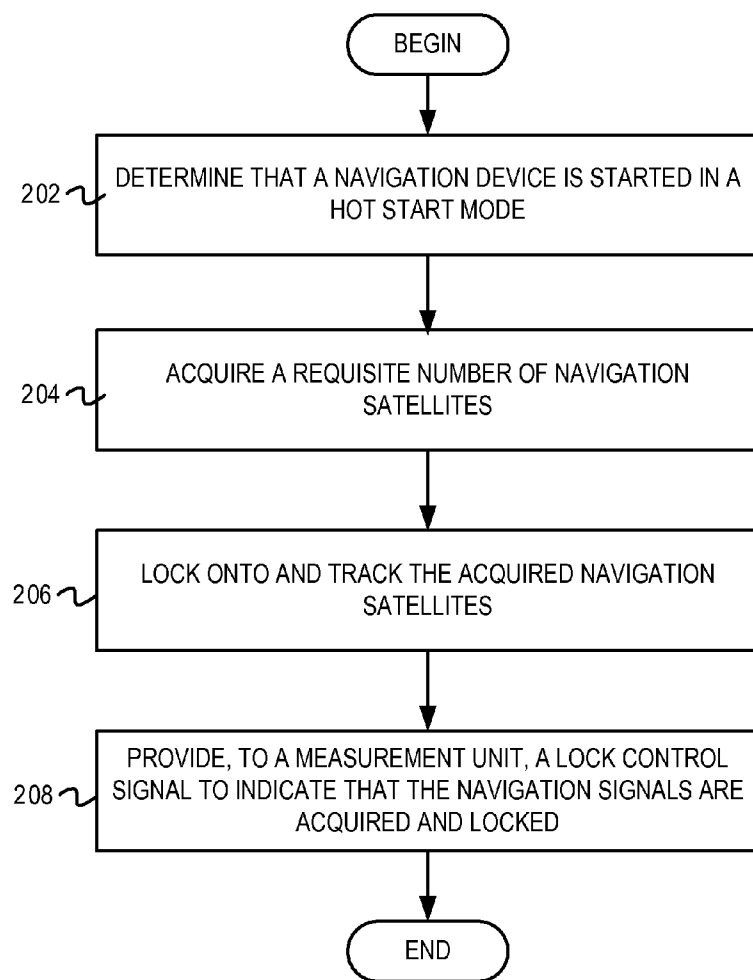 BEGIN
202
DETERMINE THAT A NAVIGATION DEVICE IS STARTED IN A
HOT START MODE
204
ACQUIRE A REQUISITE NUMBER OF NAVIGATION
SATELLITES
206
LOCK ONTO AND TRACK THE ACQUIRED NAVIGATION
SATELLITES
208
PROVIDE, TO A MEASUREMENT UNIT, A LOCK CONTROL
SIGNAL TO INDICATE THAT THE NAVIGATION SIGNALS ARE
ACQUIRED AND LOCKED
END